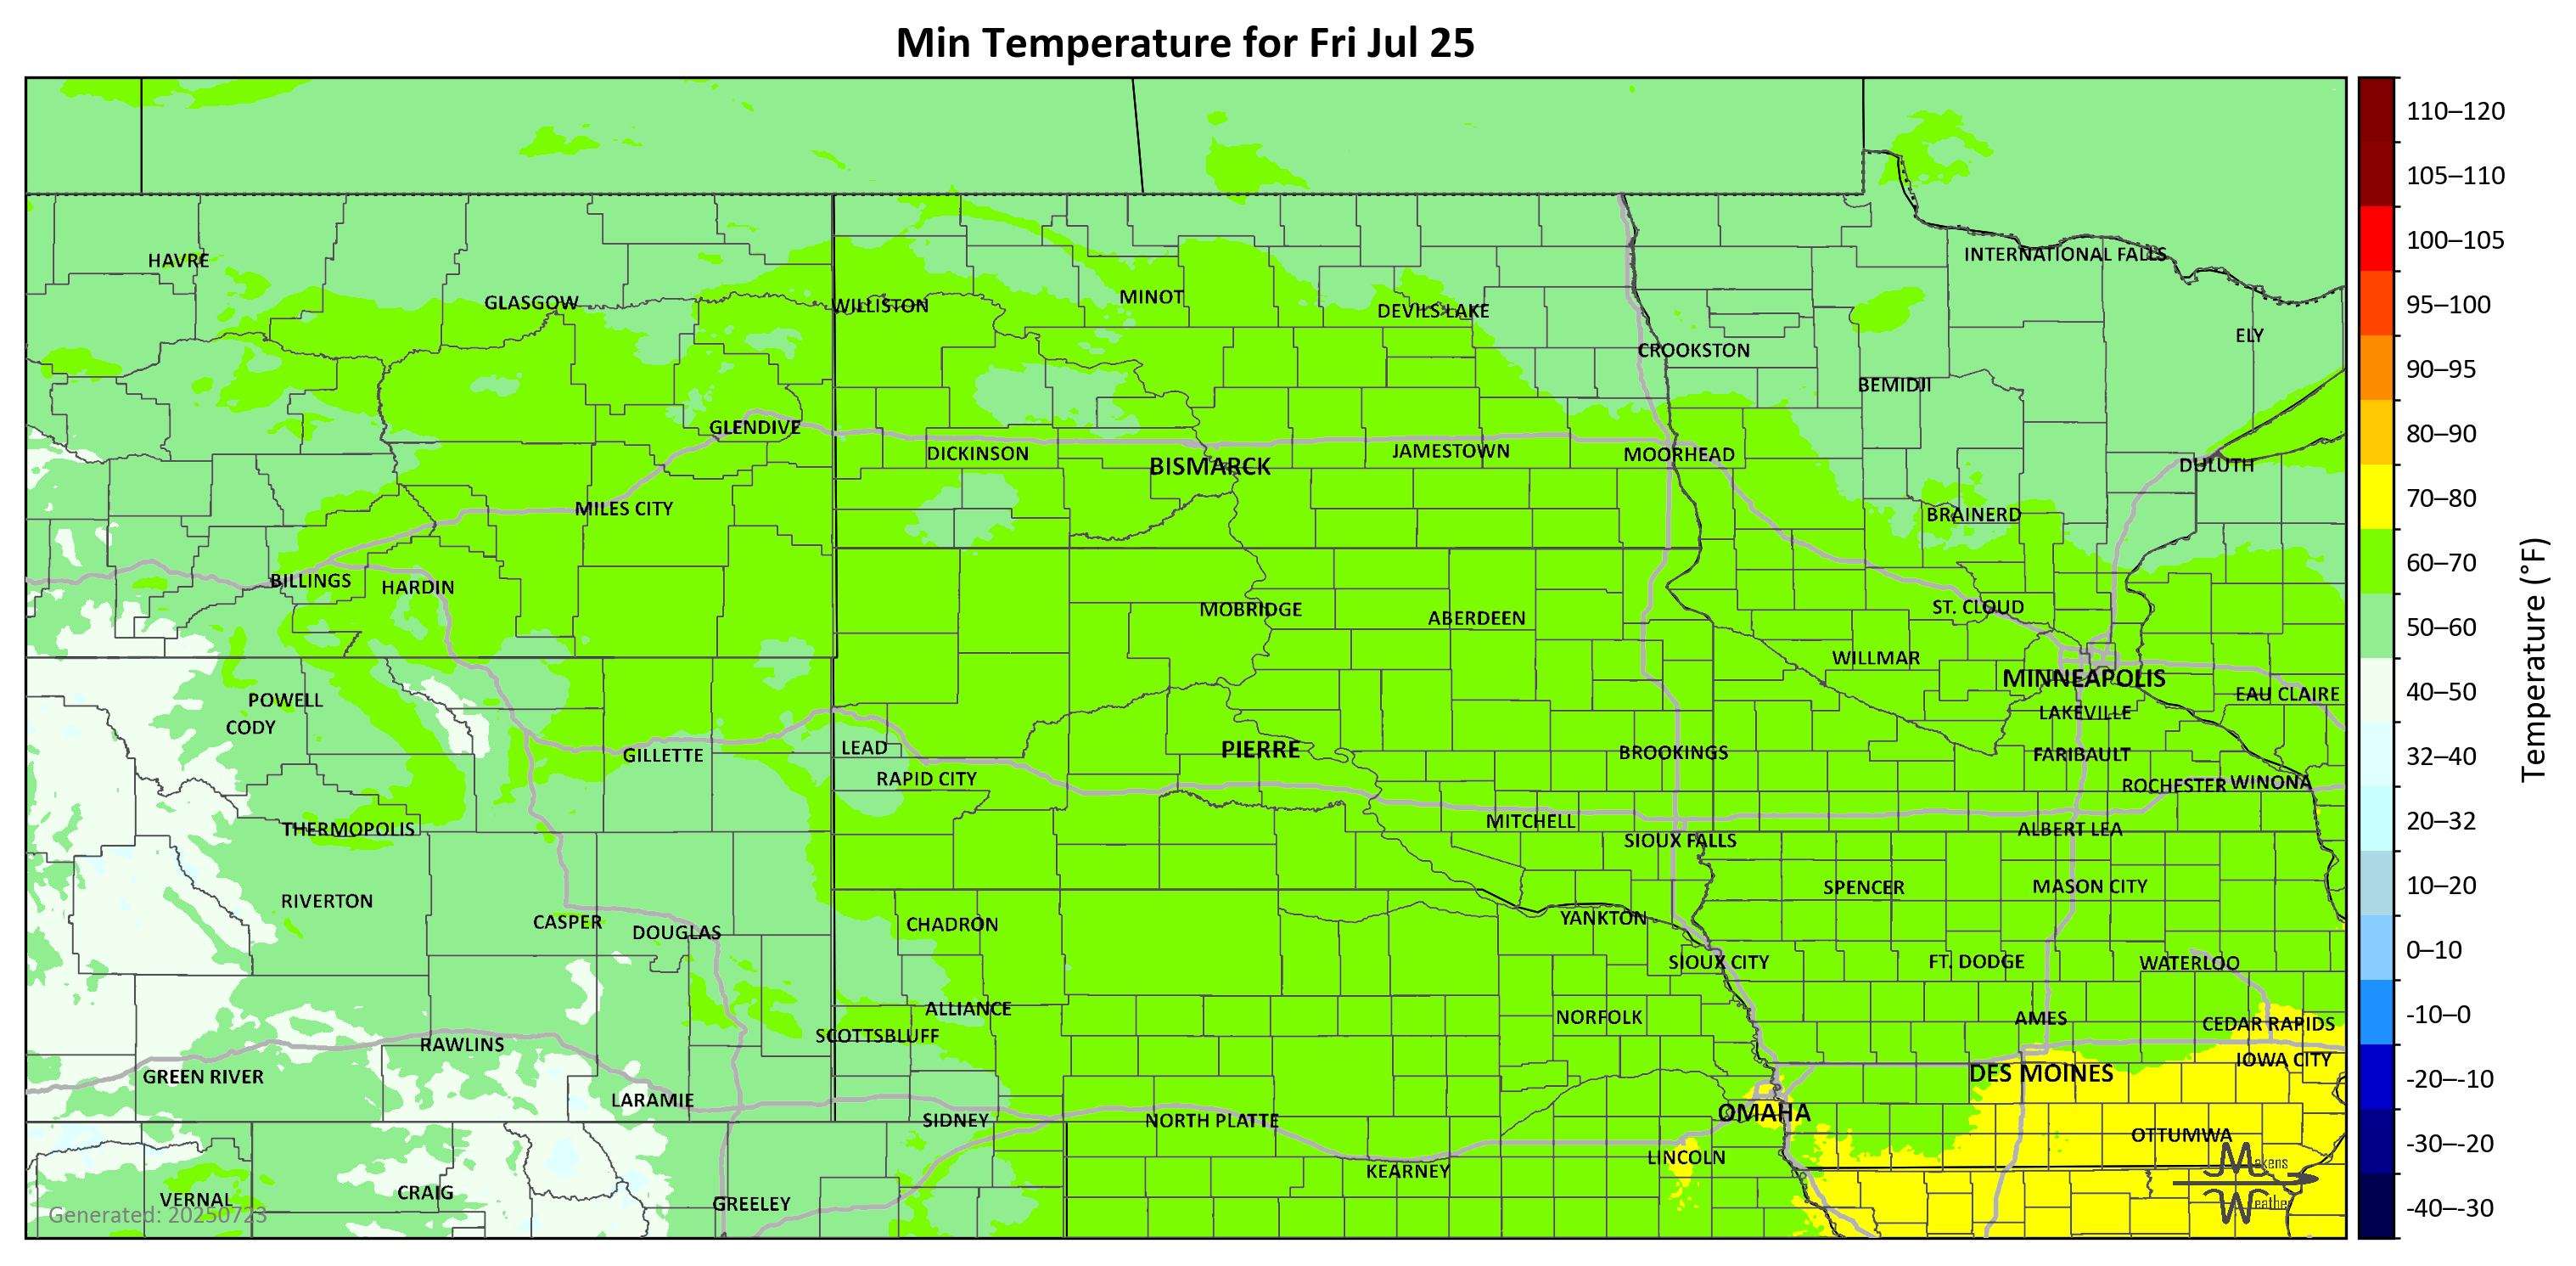 Min Temperature for Fri Jul 25
110–120
105–110
100–105
95–100
90–95
80–90
70–80
60–70
50–60
40–50
32–40
20–32
10–20
0–10
-10–0
-20–-10
-30–-20
-40–-30
Temperature (°F)
HAVRE
INTERNATIONAL FALLS
GLASGOW
WILLISTON
MINOT
DEVILS LAKE
ELY
CROOKSTON
BEMIDJI
GLENDIVE
DICKINSON
BISMARCK
JAMESTOWN
MOORHEAD
DULUTH
MILES CITY
BRAINERD
BILLINGS
HARDIN
MOBRIDGE
ABERDEEN
ST. CLOUD
WILLMAR
MINNEAPOLIS
POWELL
EAU CLAIRE
CODY
LAKEVILLE
GILLETTE
LEAD
PIERRE
BROOKINGS
FARIBAULT
RAPID CITY
ROCHESTER
WINONA
THERMOPOLIS
MITCHELL
SIOUX FALLS
ALBERT LEA
RIVERTON
SPENCER
MASON CITY
CASPER
DOUGLAS
CHADRON
YANKTON
SIOUX CITY
FT. DODGE
WATERLOO
ALLIANCE
NORFOLK
AMES
CEDAR RAPIDS
SCOTTSBLUFF
RAWLINS
IOWA CITY
GREEN RIVER
DES MOINES
LARAMIE
SIDNEY
NORTH PLATTE
OMAHA
OTTUMWA
LINCOLN
KEARNEY
VERNAL
CRAIG
GREELEY
Makens
Weather
Generated: 20250723